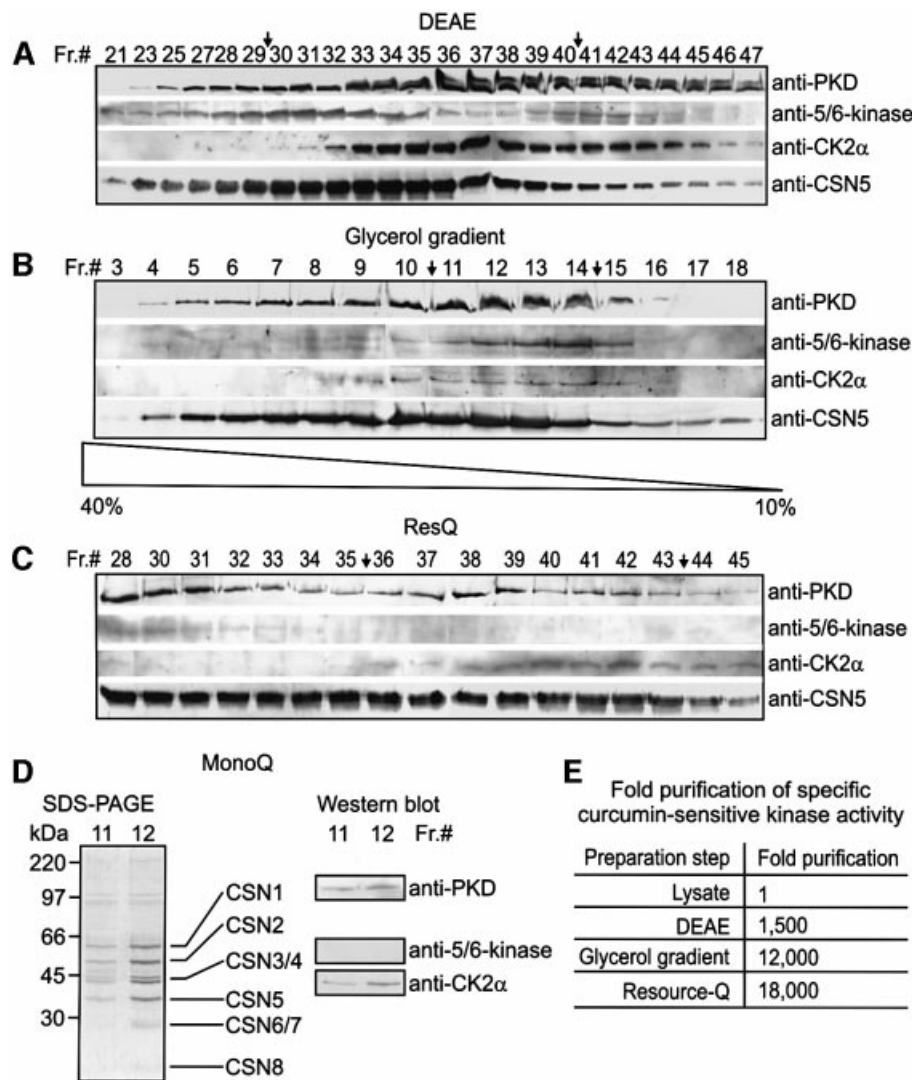 DEAE
A Fr.# 21 23 25 27 28 29 30 31 32 33 34 35 36 37 38 39 40 41 42 43 44 45 46 47
anti-PKD
anti-5/6-kinase
anti-CK2α
anti-CSN5
Glycerol gradient
B Fr.# 3 4 5 6 7 8 9 10 11 12 13 14 15 16 17 18
anti-PKD
anti-5/6-kinase
anti-CK2α
anti-CSN5
40% 10%
ResQ
C Fr.# 28 30 31 32 33 34 35 36 37 38 39 40 41 42 43 44 45
anti-PKD
anti-5/6-kinase
anti-CK2α
anti-CSN5
D MonoQ
SDS-PAGE
kDa 11 12
220
97
66
45
30
CSN1
CSN2
CSN3/4
CSN5
CSN6/7
CSN8
Western blot
11 12 Fr.#
anti-PKD
anti-5/6-kinase
anti-CK2α
E Fold purification of specific
curcumin-sensitive kinase activity
Preparation step Fold purification
Lysate 1
DEAE 1,500
Glycerol gradient 12,000
Resource-Q 18,000